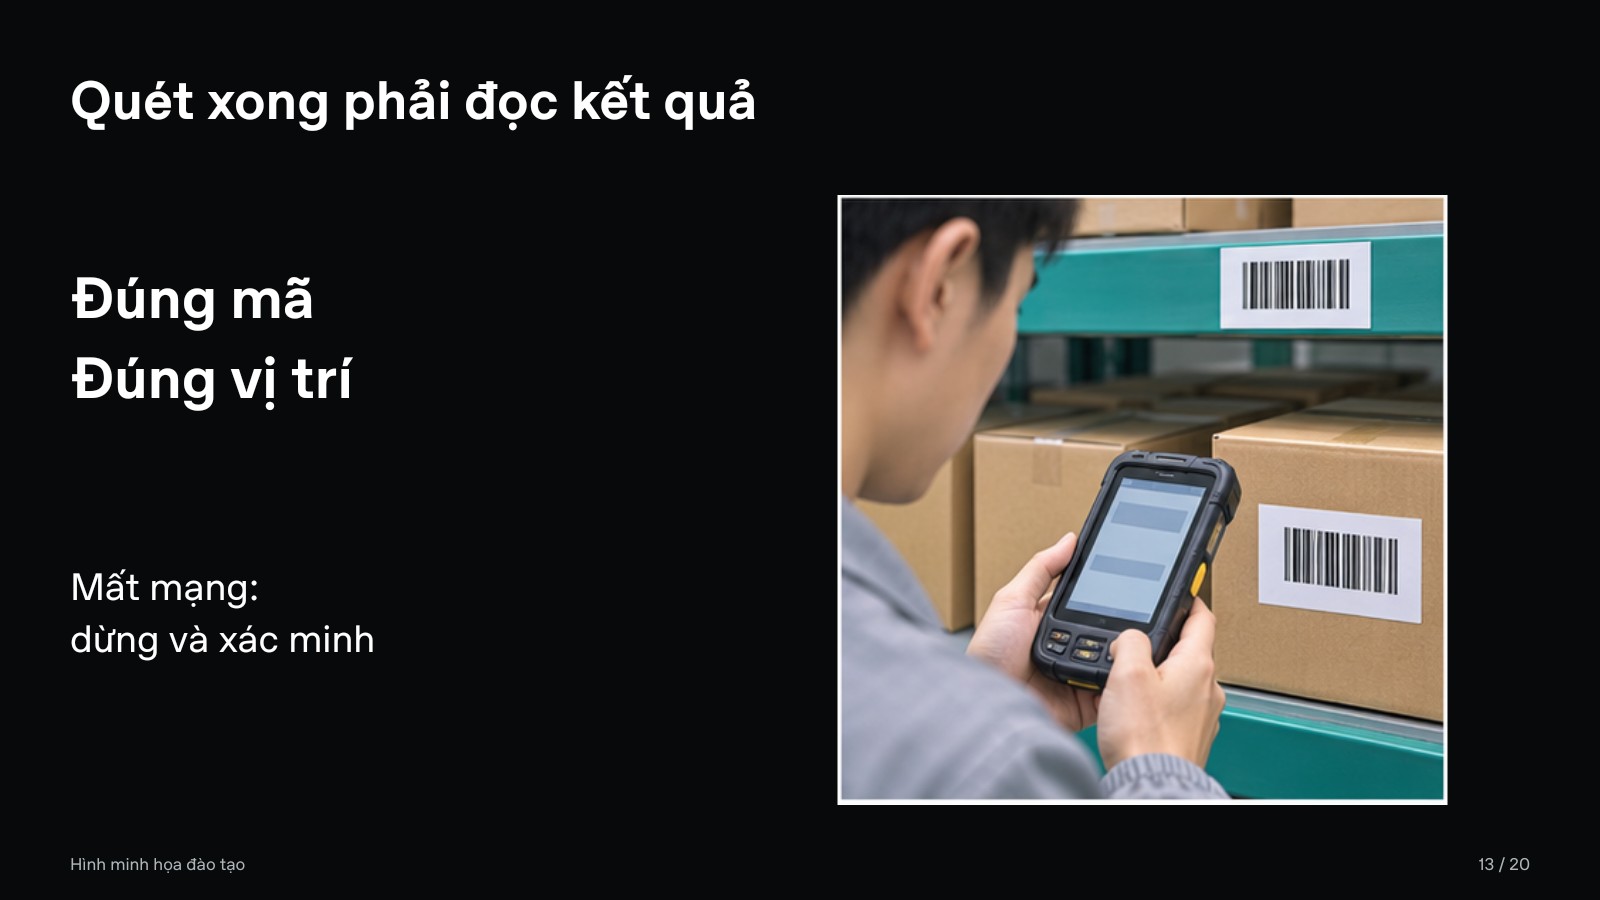 Quét xong phải đọc kết quả
Đúng mã
Đúng vị trí
Mất mạng:
dừng và xác minh
Hình minh họa đào tạo
13 / 20